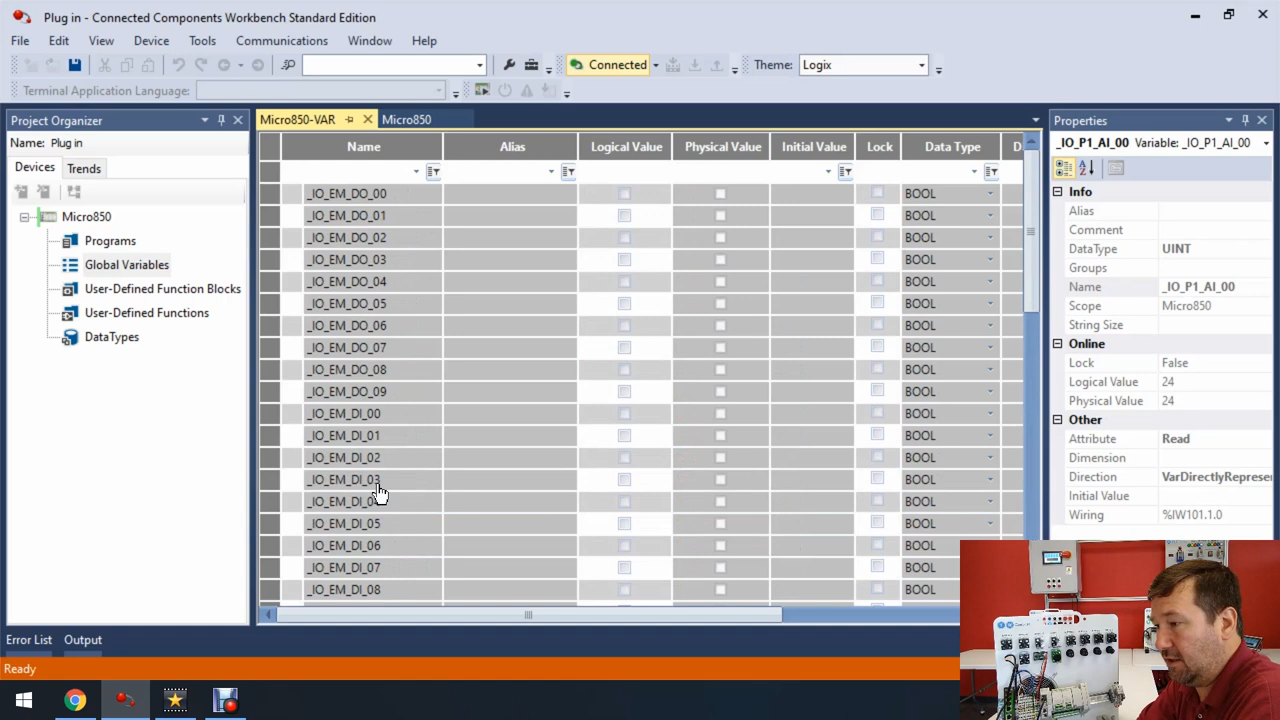 Plug in - Connected Components Workbench Standard Edition
File Edit View Device Tools Communications Window Help
Connected Theme: Logix
Terminal Application Language:
Project Organizer
Name: Plug in
Devices Trends
Micro850
Programs
Global Variables
User-Defined Function Blocks
User-Defined Functions
DataTypes
Micro850-VAR Micro850
Name Alias Logical Value Physical Value Initial Value Lock Data Type D
_IO_EM_DO_00 BOOL
_IO_EM_DO_01 BOOL
_IO_EM_DO_02 BOOL
_IO_EM_DO_03 BOOL
_IO_EM_DO_04 BOOL
_IO_EM_DO_05 BOOL
_IO_EM_DO_06 BOOL
_IO_EM_DO_07 BOOL
_IO_EM_DO_08 BOOL
_IO_EM_DO_09 BOOL
_IO_EM_DI_00 BOOL
_IO_EM_DI_01 BOOL
_IO_EM_DI_02 BOOL
_IO_EM_DI_03 BOOL
BOOL
_IO_EM_DI_05 BOOL
_IO_EM_DI_06 BOOL
_IO_EM_DI_07 BOOL
_IO_EM_DI_08 BOOL
Properties
_IO_P1_AI_00 Variable: _IO_P1_AI_00
Info
Alias
Comment
DataType UINT
Groups
Name _IO_P1_AI_00
Scope Micro850
String Size
Online
Lock False
Logical Value 24
Physical Value 24
Other
Attribute Read
Dimension
Direction VarDirectlyReprese
Initial Value
Wiring %IW101.1.0
Error List Output
Ready